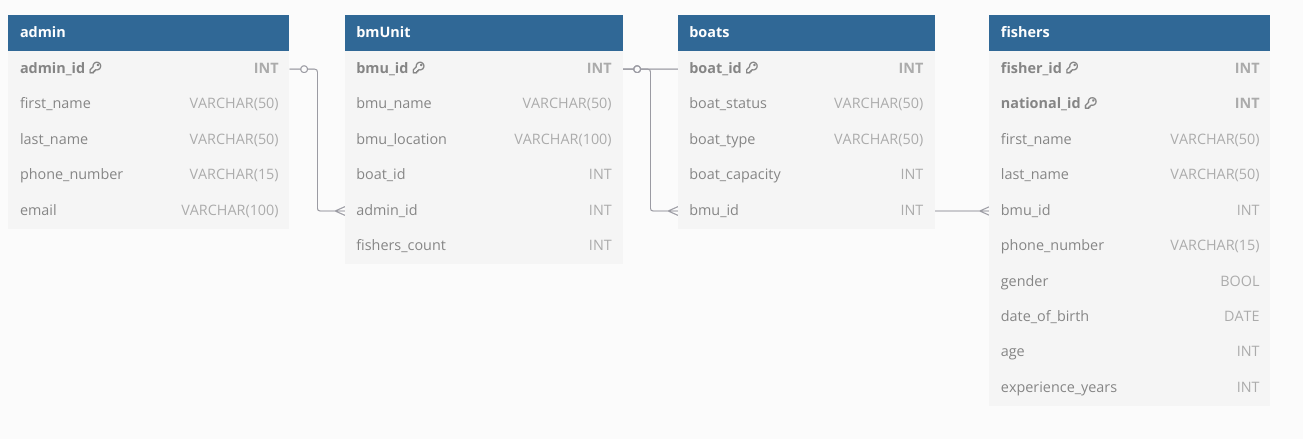 admin
admin_id INT
first_name VARCHAR(50)
last_name VARCHAR(50)
phone_number VARCHAR(15)
email VARCHAR(100)
bmUnit
bmu_id INT
bmu_name VARCHAR(50)
bmu_location VARCHAR(100)
boat_id INT
admin_id INT
fishers_count INT
boats
boat_id INT
boat_status VARCHAR(50)
boat_type VARCHAR(50)
boat_capacity INT
bmu_id INT
fishers
fisher_id INT
national_id INT
first_name VARCHAR(50)
last_name VARCHAR(50)
bmu_id INT
phone_number VARCHAR(15)
gender BOOL
date_of_birth DATE
age INT
experience_years INT